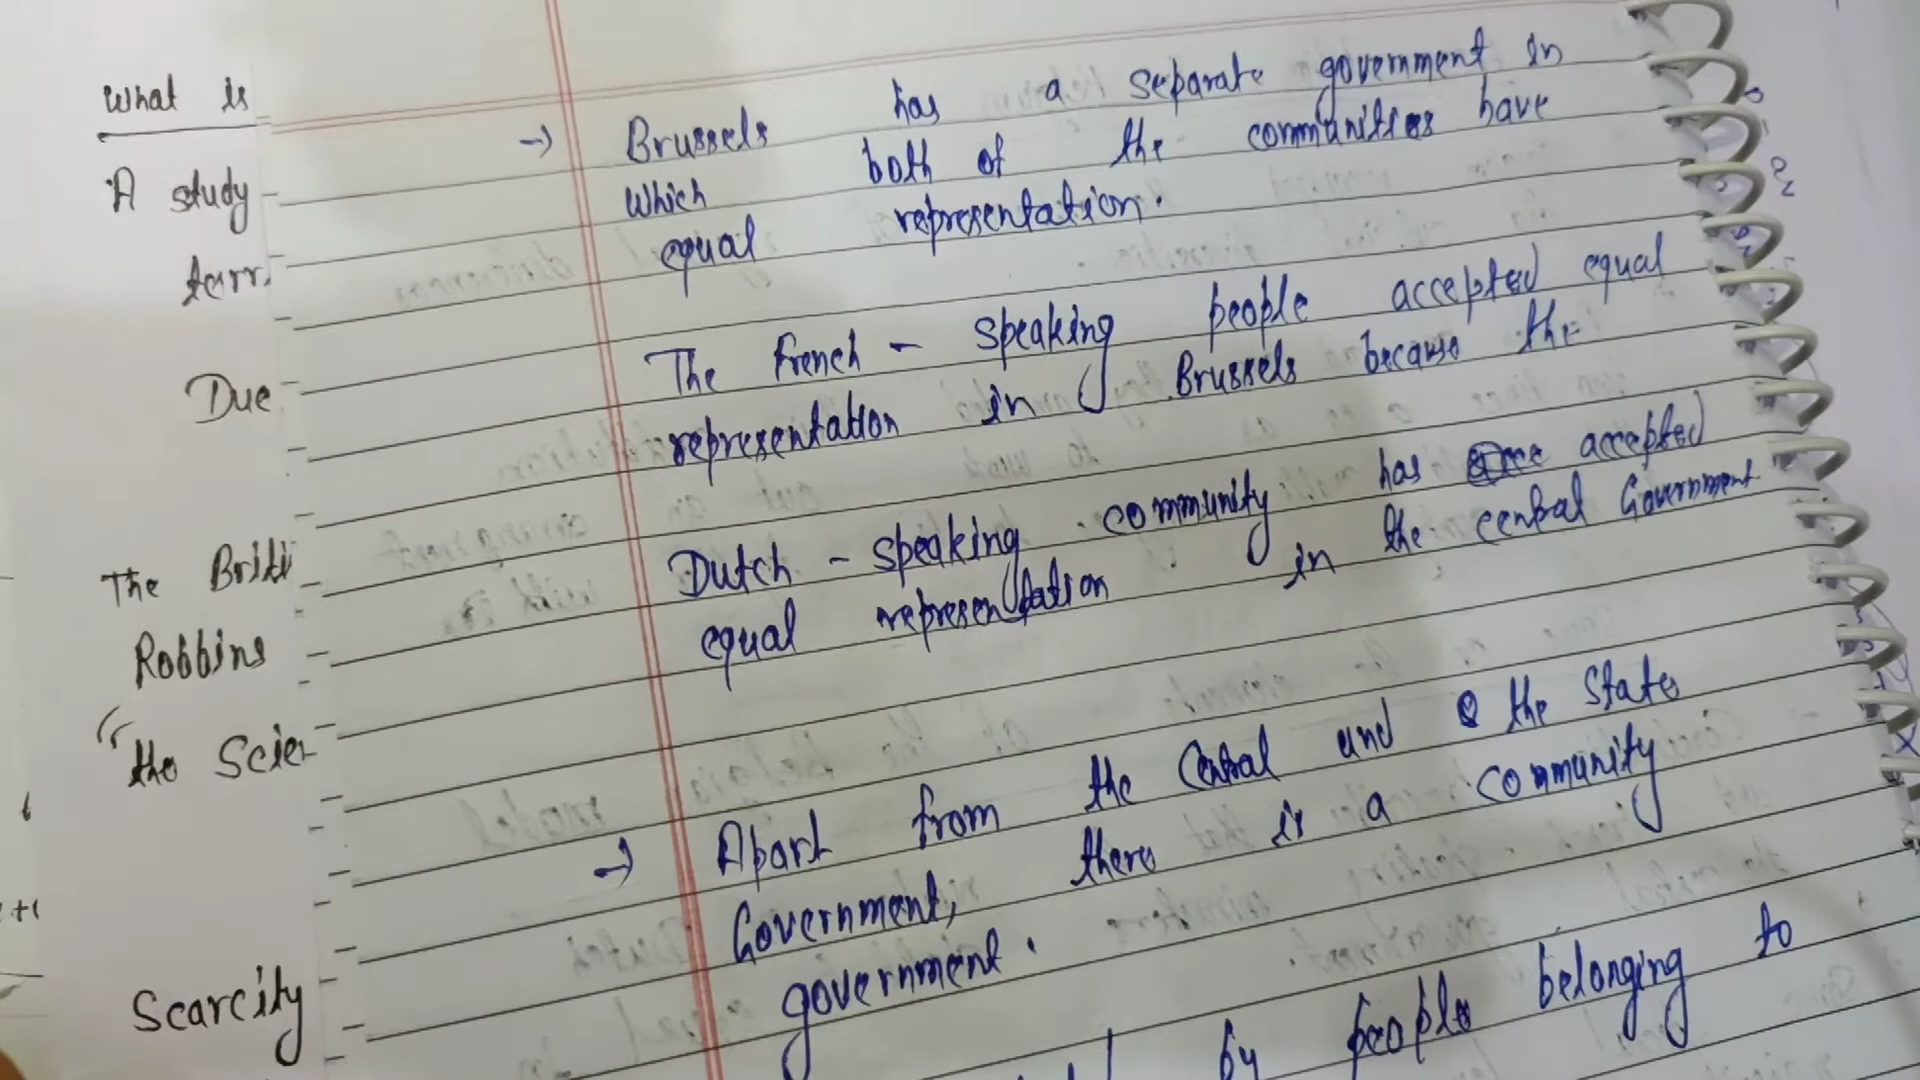 What is
A study
terr.
Due
The Briti
Robbins
"the Scien
Scarcity
→ Brussels has a separate government in
which both of the communities have
equal representation.
The French - speaking people accepted equal
representation in Brussels because the
Dutch - speaking community has accepted
equal representation in the central Government.
→ Apart from the Central and the State
Government, there is a community
government.
by people belonging to